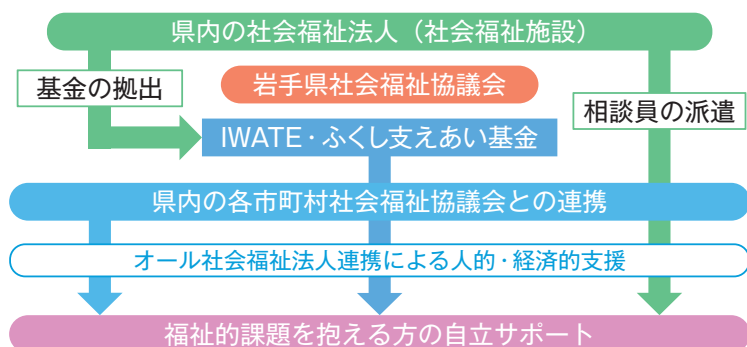 県内の社会福祉法人（社会福祉施設）
基金の拠出
岩手県社会福祉協議会
相談員の派遣
IWATE・ふくし支えあい基金
県内の各市町村社会福祉協議会との連携
オール社会福祉法人連携による人的・経済的支援
福祉的課題を抱える方の自立サポート